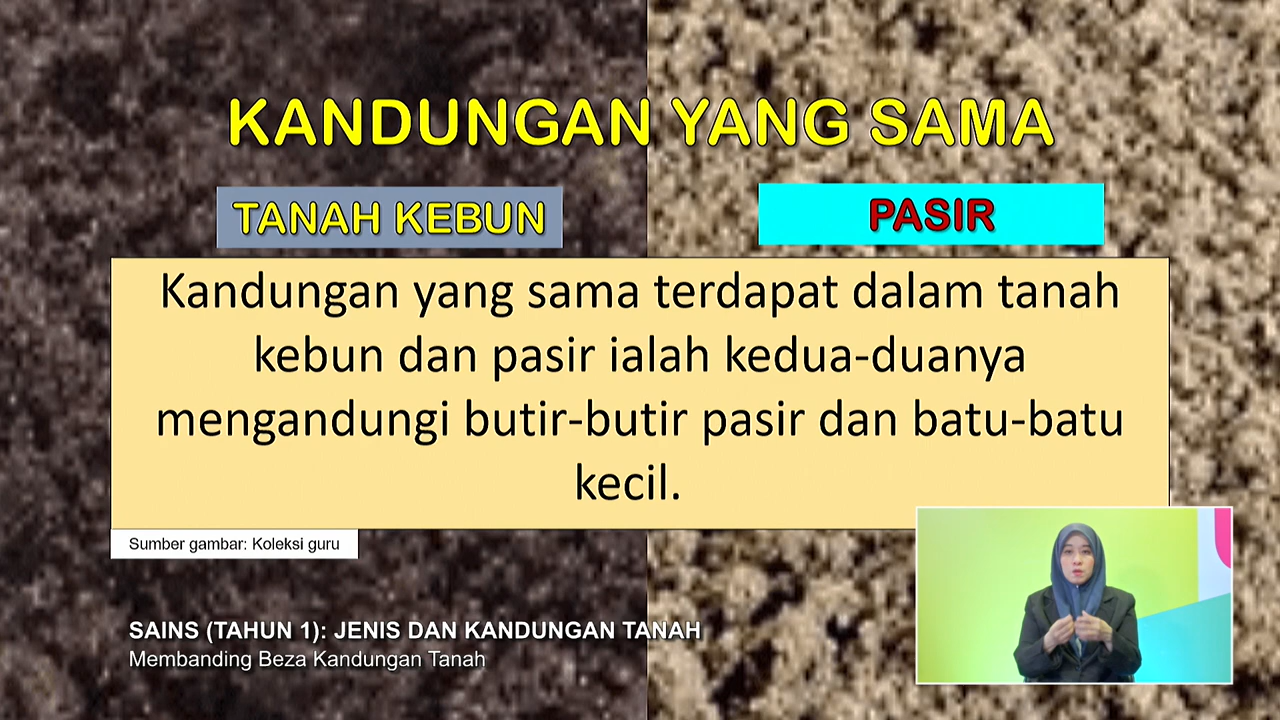 KANDUNGAN YANG SAMA
TANAH KEBUN
PASIR
Kandungan yang sama terdapat dalam tanah
kebun dan pasir ialah kedua-duanya
mengandungi butir-butir pasir dan batu-batu
kecil.
Sumber gambar: Koleksi guru
SAINS (TAHUN 1): JENIS DAN KANDUNGAN TANAH
Membanding Beza Kandungan Tanah